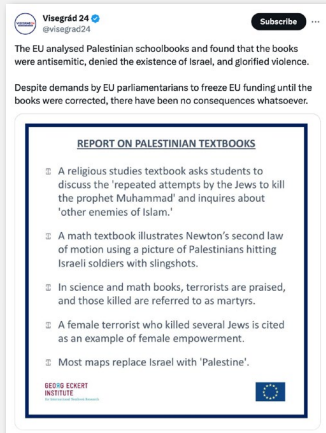 Visegrád 24
@visegrad24
Subscribe
The EU analysed Palestinian schoolbooks and found that the books
were antisemitic, denied the existence of Israel, and glorified violence.
Despite demands by EU parliamentarians to freeze EU funding until the
books were corrected, there have been no consequences whatsoever.
REPORT ON PALESTINIAN TEXTBOOKS
A religious studies textbook asks students to
discuss the 'repeated attempts by the Jews to kill
the prophet Muhammad' and inquires about
'other enemies of Islam.'
A math textbook illustrates Newton's second law
of motion using a picture of Palestinians hitting
Israeli soldiers with slingshots.
In science and math books, terrorists are praised,
and those killed are referred to as martyrs.
A female terrorist who killed several Jews is cited
as an example of female empowerment.
Most maps replace Israel with 'Palestine'.
GEORG ECKERT
INSTITUTE